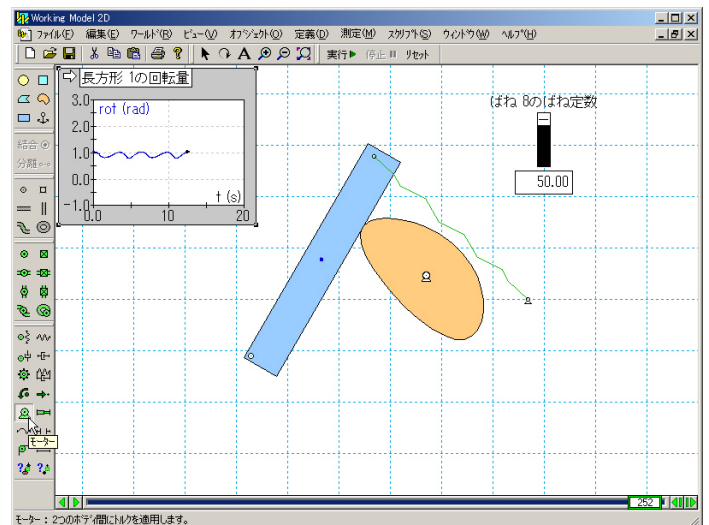 Working Model 2D
ファイル(F) 編集(E) ワールド(R) ビュー(V) オブジェクト(O) 定義(D) 測定(M) スクリプト(S) ウィンドウ(W) ヘルプ(H)
実行 停止 リセット
長方形 1の回転量
rot (rad)
3.0
2.0
1.0
0.0
-1.0
t (s)
0.0 10 20
ばね 8のばね定数
50.00
結合
分離
モーター
252
モーター：2つのボディ間にトルクを適用します。